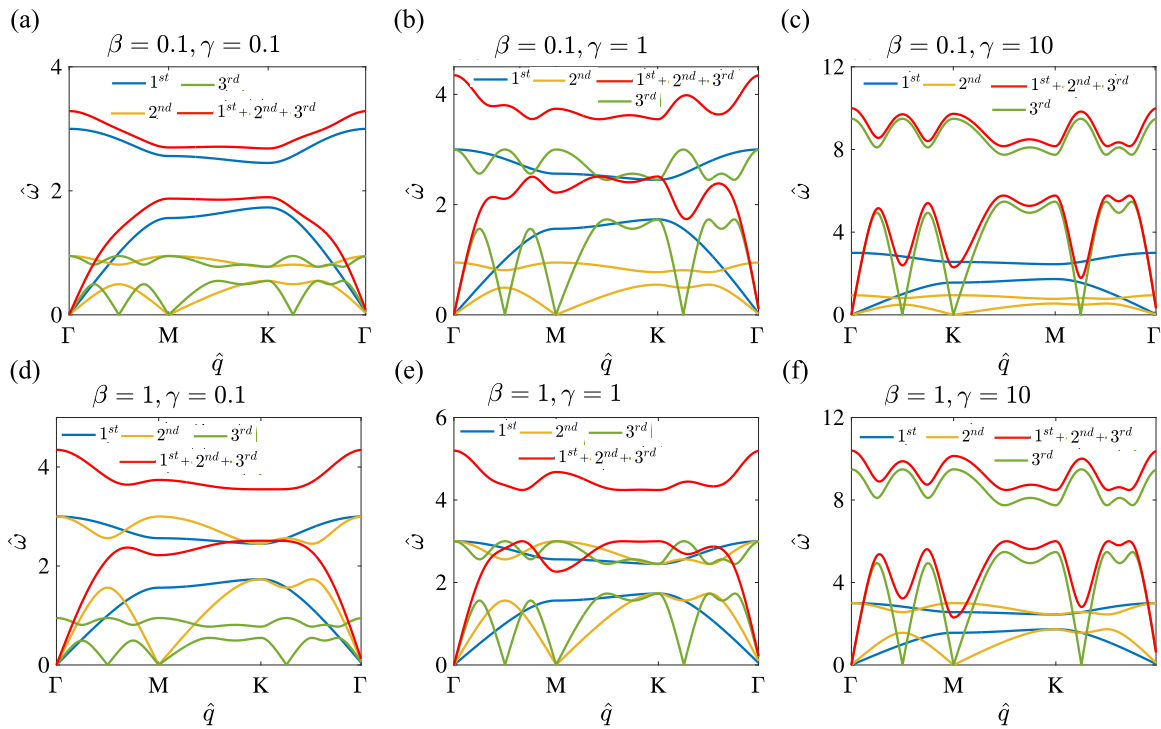 (a)
β = 0.1, γ = 0.1
4
1st 3rd
2nd 1st + 2nd + 3rd
2
0
ω̂
Γ M K Γ
q̂
(b)
β = 0.1, γ = 1
4
1st 2nd 1st + 2nd + 3rd
3rd
2
0
ω̂
Γ M K Γ
q̂
(c)
β = 0.1, γ = 10
12
1st 2nd 1st + 2nd + 3rd
3rd
8
4
0
ω̂
Γ K M Γ
q̂
(d)
β = 1, γ = 0.1
1st 2nd 3rd
1st + 2nd + 3rd
4
2
0
ω̂
Γ M K Γ
q̂
(e)
β = 1, γ = 1
6
1st 2nd 3rd
1st + 2nd + 3rd
4
2
0
ω̂
Γ M K Γ
q̂
(f)
β = 1, γ = 10
12
1st 2nd 1st + 2nd + 3rd
3rd
8
4
0
ω̂
Γ M K Γ
q̂